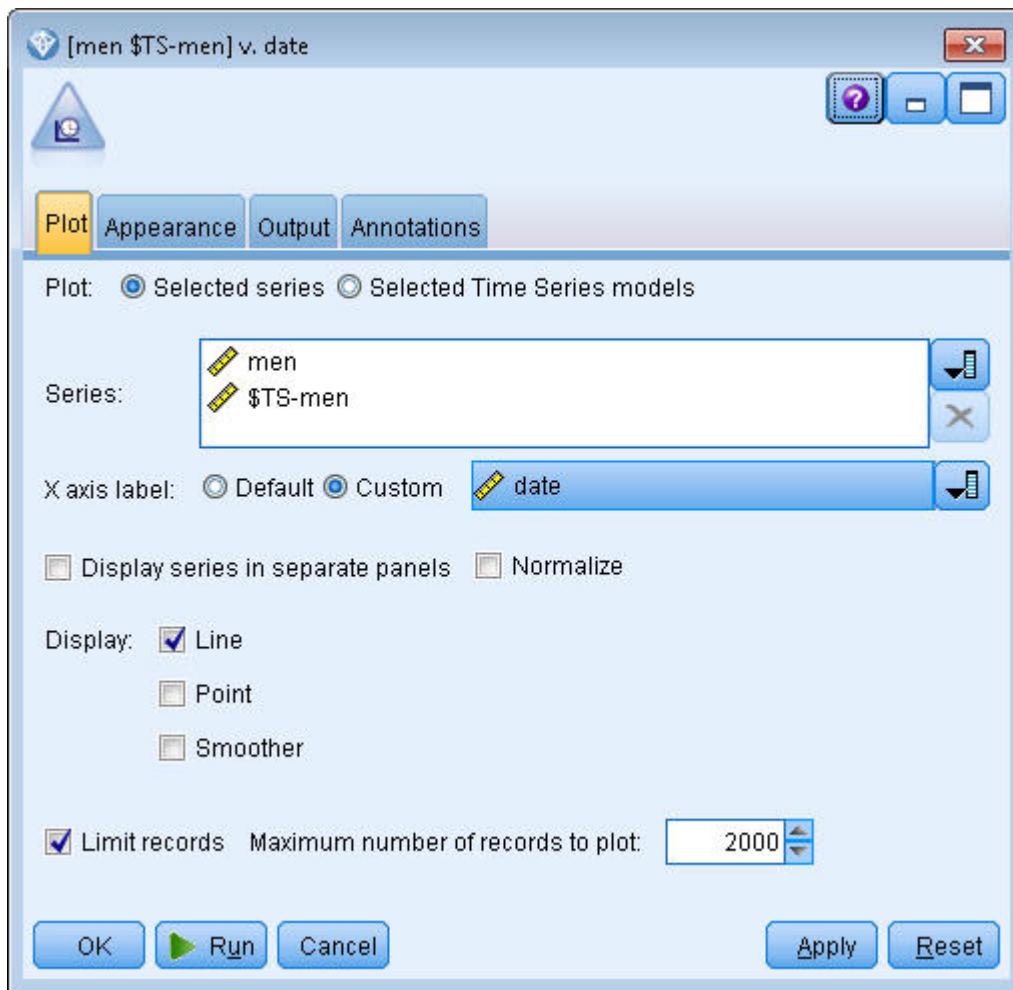 [men $TS-men] v. date
?
Plot Appearance Output Annotations
Plot: Selected series Selected Time Series models
Series:
men
$TS-men
X axis label: Default Custom date
Display series in separate panels Normalize
Display: Line
Point
Smoother
Limit records Maximum number of records to plot: 2000
OK Run Cancel Apply Reset